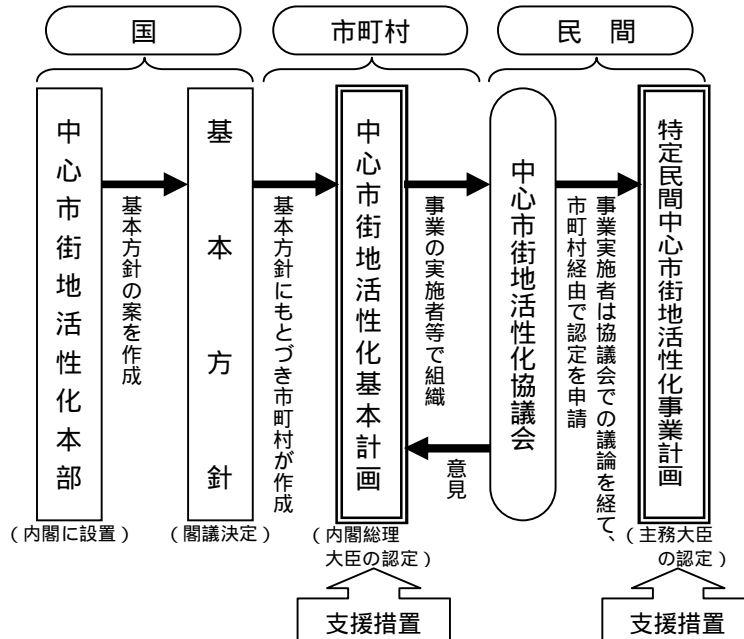 国
市町村
民　間
中心市街地活性化本部
(内閣に設置)
基本方針の案を作成
基本方針
(閣議決定)
基本方針にもとづき市町村が作成
中心市街地活性化基本計画
(内閣総理
大臣の認定)
支援措置
事業の実施者等で組織
意見
中心市街地活性化協議会
事業実施者は協議会での議論を経て、
市町村経由で認定を申請
特定民間中心市街地活性化事業計画
(主務大臣
の認定)
支援措置